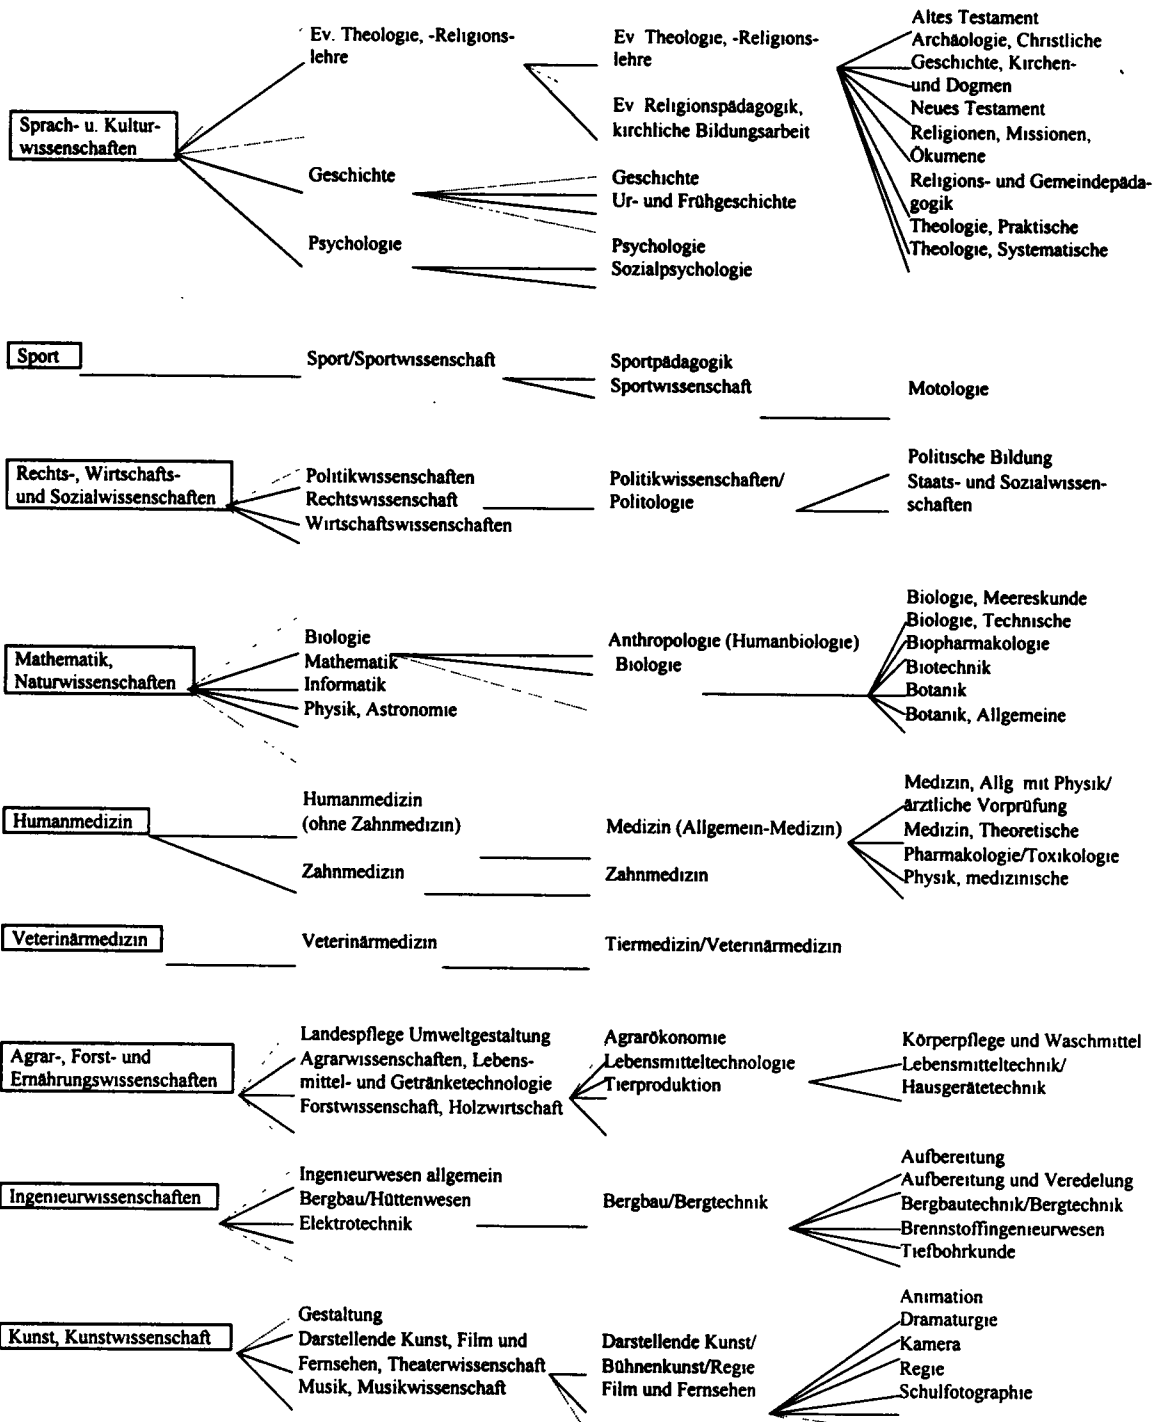 Sprach- u. Kultur-
wissenschaften
Ev. Theologie, -Religions-
lehre
Geschichte
Psychologie
Ev Theologie, -Religions-
lehre
Ev Religionspädagogik,
kirchliche Bildungsarbeit
Geschichte
Ur- und Frühgeschichte
Psychologie
Sozialpsychologie
Altes Testament
Archäologie, Christliche
Geschichte, Kirchen-
und Dogmen
Neues Testament
Religionen, Missionen,
Ökumene
Religions- und Gemeindepäda-
gogik
Theologie, Praktische
Theologie, Systematische
Sport
Sport/Sportwissenschaft
Sportpädagogik
Sportwissenschaft
Motologie
Rechts-, Wirtschafts-
und Sozialwissenschaften
Politikwissenschaften
Rechtswissenschaft
Wirtschaftswissenschaften
Politikwissenschaften/
Politologie
Politische Bildung
Staats- und Sozialwissen-
schaften
Mathematik,
Naturwissenschaften
Biologie
Mathematik
Informatik
Physik, Astronomie
Anthropologie (Humanbiologie)
Biologie
Biologie, Meereskunde
Biologie, Technische
Biopharmakologie
Biotechnik
Botanik
Botanik, Allgemeine
Humanmedizin
Humanmedizin
(ohne Zahnmedizin)
Zahnmedizin
Medizin (Allgemein-Medizin)
Zahnmedizin
Medizin, Allg mit Physik/
ärztliche Vorprüfung
Medizin, Theoretische
Pharmakologie/Toxikologie
Physik, medizinische
Veterinärmedizin
Veterinärmedizin
Tiermedizin/Veterinärmedizin
Agrar-, Forst- und
Ernährungswissenschaften
Landespflege Umweltgestaltung
Agrarwissenschaften, Lebens-
mittel- und Getränketechnologie
Forstwissenschaft, Holzwirtschaft
Agrarökonomie
Lebensmitteltechnologie
Tierproduktion
Körperpflege und Waschmittel
Lebensmitteltechnik/
Hausgerätetechnik
Ingenieurwissenschaften
Ingenieurwesen allgemein
Bergbau/Hüttenwesen
Elektrotechnik
Bergbau/Bergtechnik
Aufbereitung
Aufbereitung und Veredelung
Bergbautechnik/Bergtechnik
Brennstoffingenieurwesen
Tiefbohrkunde
Kunst, Kunstwissenschaft
Gestaltung
Darstellende Kunst, Film und
Fernsehen, Theaterwissenschaft
Musik, Musikwissenschaft
Darstellende Kunst/
Bühnenkunst/Regie
Film und Fernsehen
Animation
Dramaturgie
Kamera
Regie
Schulfotographie